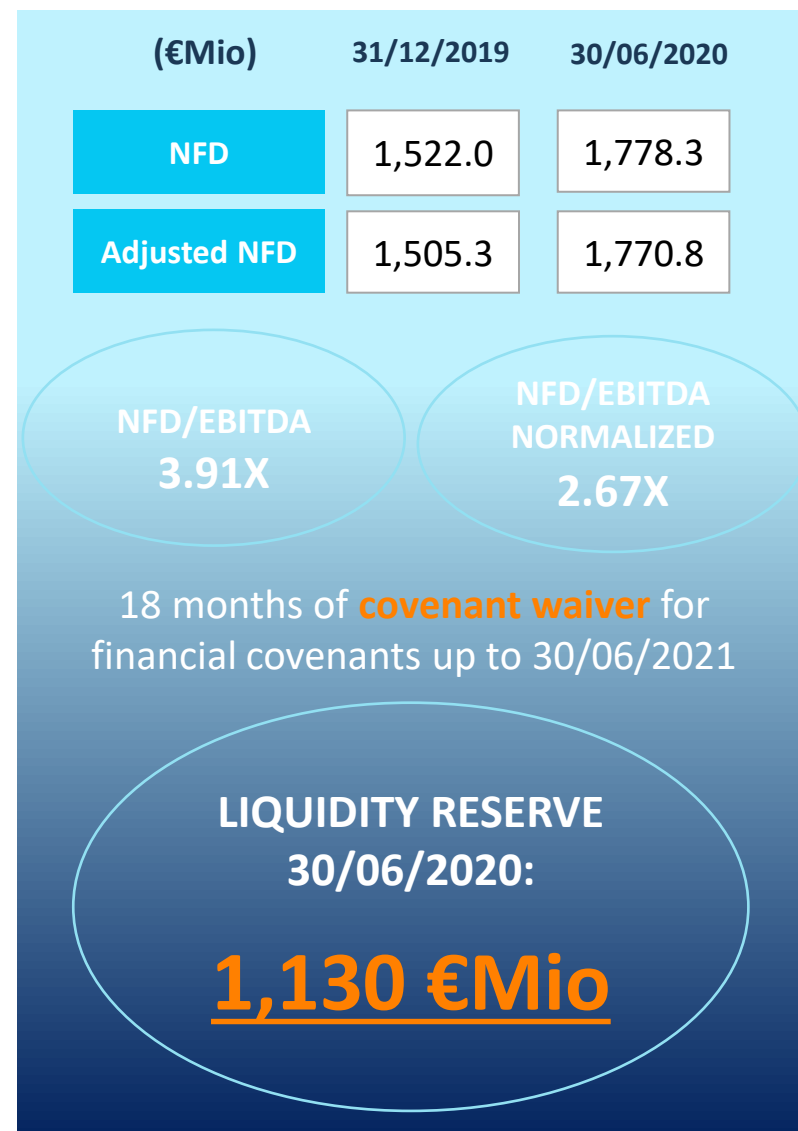 (€Mio) 31/12/2019 30/06/2020
NFD 1,522.0 1,778.3
Adjusted NFD 1,505.3 1,770.8
NFD/EBITDA
3.91X
NFD/EBITDA
NORMALIZED
2.67X
18 months of covenant waiver for
financial covenants up to 30/06/2021
LIQUIDITY RESERVE
30/06/2020:
1,130 €Mio